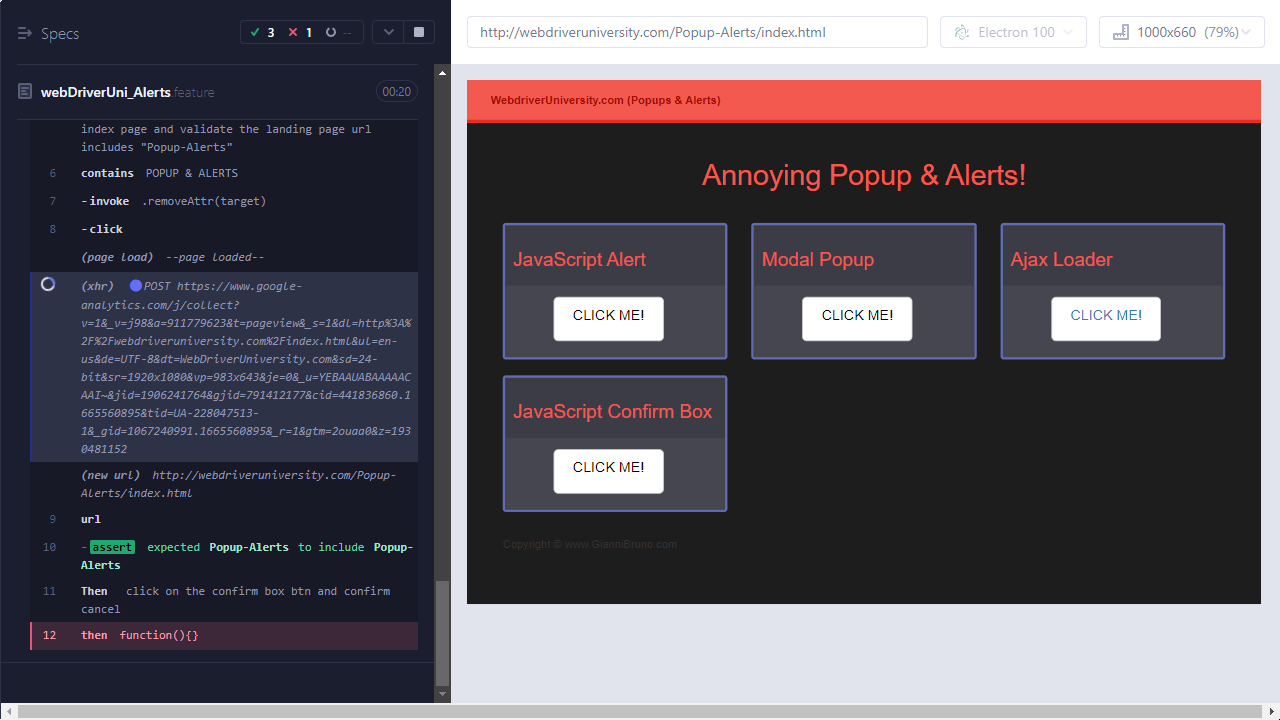 Specs
3
1
--
http://webdriveruniversity.com/Popup-Alerts/index.html
Electron 100
1000x660 (79%)
webDriverUni_Alerts feature
00:20
index page and validate the landing page url
includes "Popup-Alerts"
6 contains POPUP & ALERTS
7 -invoke .removeAttr(target)
8 -click
(page load) --page loaded--
(xhr) POST https://www.google-
analytics.com/j/collect?
v=1&_v=j98&a=911779623&t=pageview&_s=1&dl=http%3A%
2F%2Fwebdriveruniversity.com%2Findex.html&ul=en-
us&de=UTF-8&dt=WebDriverUniversity.com&sd=24-
bit&sr=1920x1080&vp=983x643&je=0&_u=YEBAAUABAAAAAC
AAI~&jid=1906241764&gjid=791412177&cid=441836860.1
665560895&tid=UA-228047513-
1&_gid=1067240991.1665560895&_r=1&gtm=2ouaa0&z=193
0481152
(new url) http://webdriveruniversity.com/Popup-
Alerts/index.html
9 url
10 -assert expected Popup-Alerts to include Popup-
Alerts
11 Then click on the confirm box btn and confirm
cancel
12 then function(){}
WebdriverUniversity.com (Popups & Alerts)
Annoying Popup & Alerts!
JavaScript Alert
CLICK ME!
Modal Popup
CLICK ME!
Ajax Loader
CLICK ME!
JavaScript Confirm Box
CLICK ME!
Copyright © www.GianniBruno.com